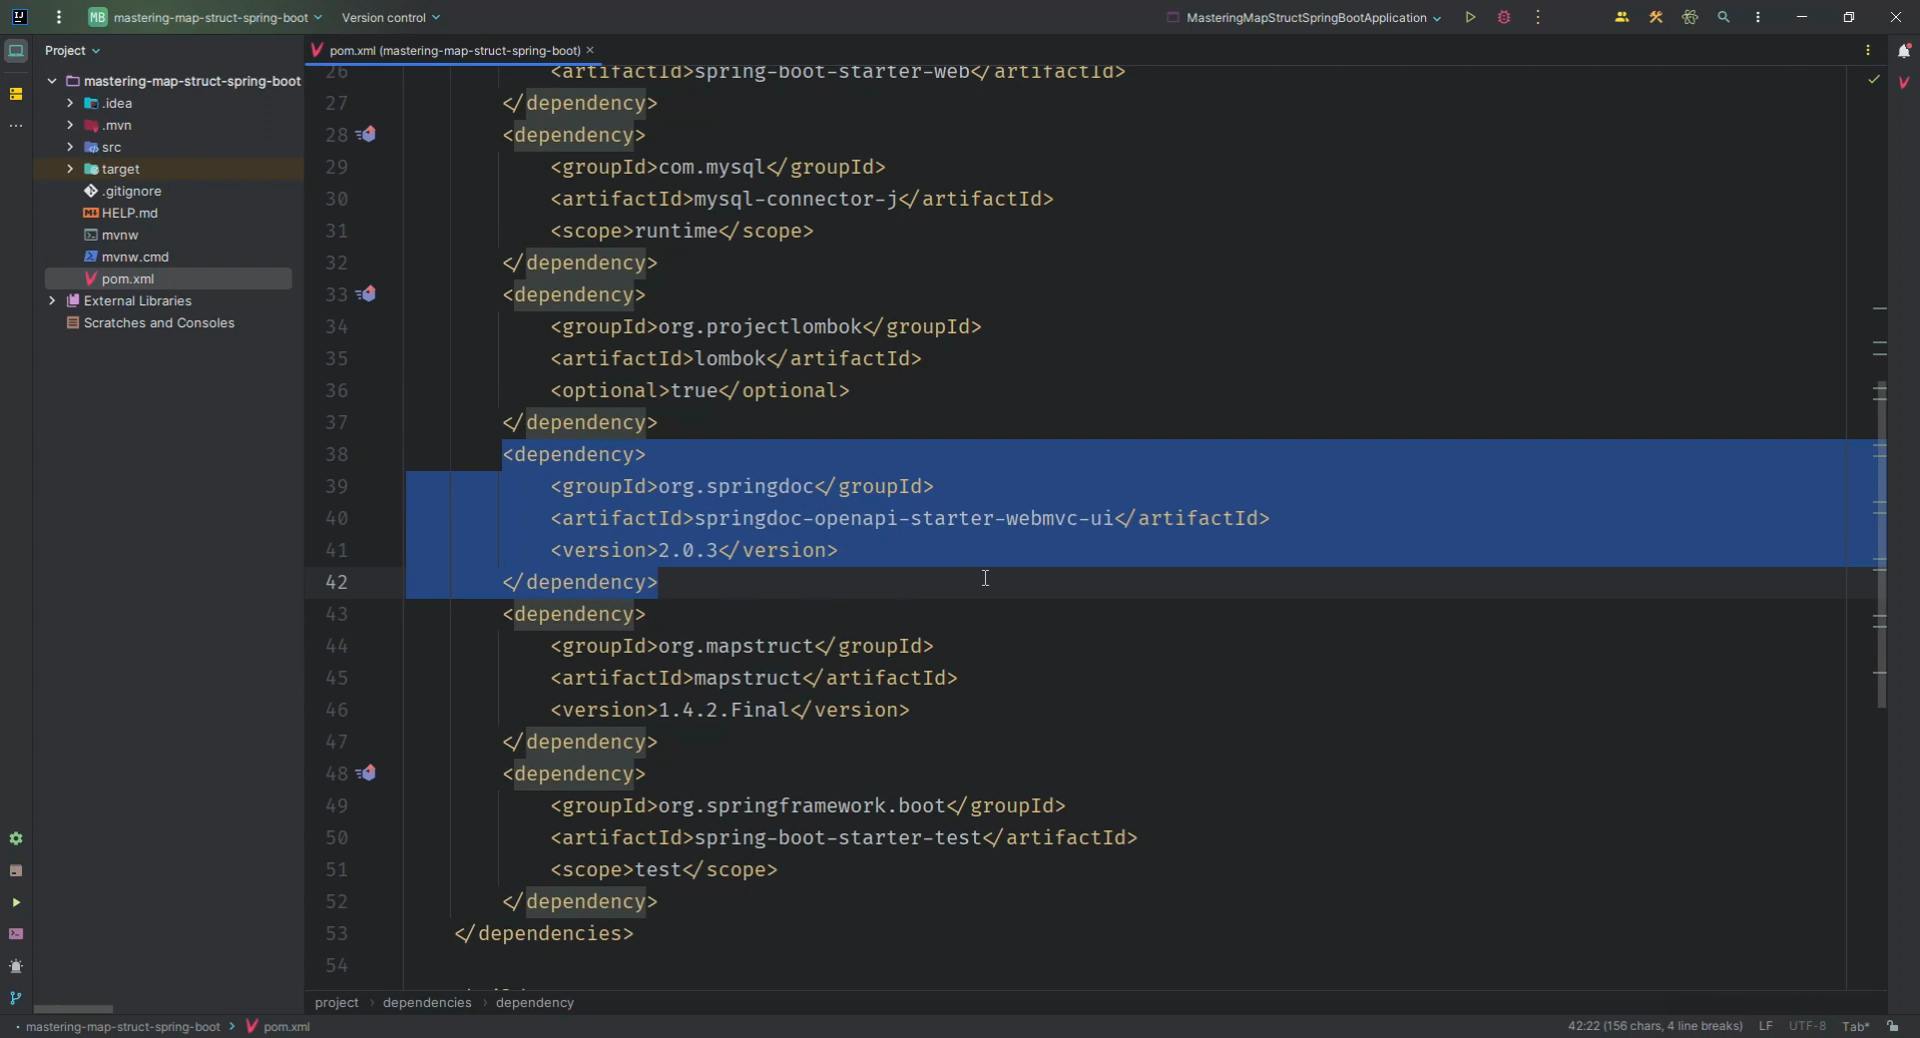 MB mastering-map-struct-spring-boot Version control MasteringMapStructSpringBootApplication
Project
pom.xml (mastering-map-struct-spring-boot)
mastering-map-struct-spring-boot
.idea
.mvn
src
target
.gitignore
HELP.md
mvnw
mvnw.cmd
pom.xml
External Libraries
Scratches and Consoles
26 <artifactId>spring-boot-starter-web</artifactId>
27 </dependency>
28 <dependency>
29 <groupId>com.mysql</groupId>
30 <artifactId>mysql-connector-j</artifactId>
31 <scope>runtime</scope>
32 </dependency>
33 <dependency>
34 <groupId>org.projectlombok</groupId>
35 <artifactId>lombok</artifactId>
36 <optional>true</optional>
37 </dependency>
38 <dependency>
39 <groupId>org.springdoc</groupId>
40 <artifactId>springdoc-openapi-starter-webmvc-ui</artifactId>
41 <version>2.0.3</version>
42 </dependency>
43 <dependency>
44 <groupId>org.mapstruct</groupId>
45 <artifactId>mapstruct</artifactId>
46 <version>1.4.2.Final</version>
47 </dependency>
48 <dependency>
49 <groupId>org.springframework.boot</groupId>
50 <artifactId>spring-boot-starter-test</artifactId>
51 <scope>test</scope>
52 </dependency>
53 </dependencies>
54
project > dependencies > dependency
mastering-map-struct-spring-boot > pom.xml 42:22 (156 chars, 4 line breaks) LF UTF-8 Tab*